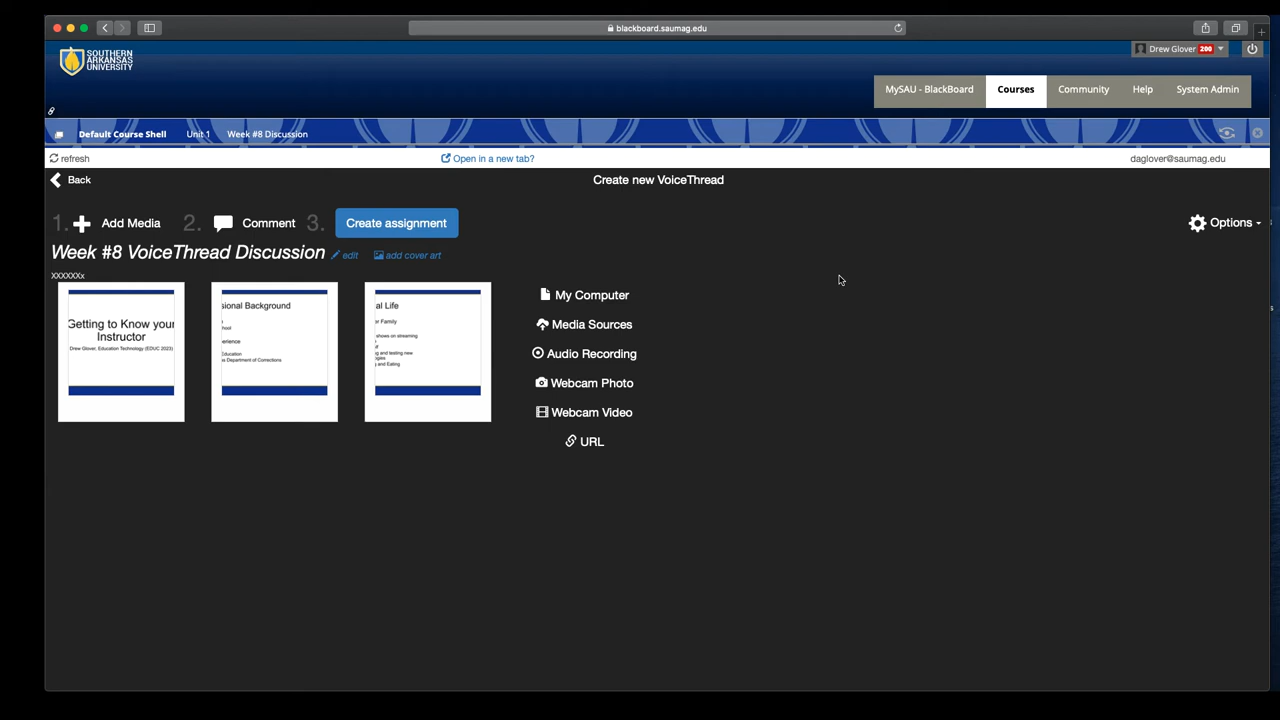 blackboard.saumag.edu
SOUTHERN
ARKANSAS
UNIVERSITY
Drew Glover 200
MySAU - BlackBoard Courses Community Help System Admin
Default Course Shell Unit 1 Week #8 Discussion
refresh Open in a new tab? daglover@saumag.edu
Back Create new VoiceThread
1. Add Media 2. Comment 3. Create assignment Options
Week #8 VoiceThread Discussion edit add cover art
XXXXXXx
Getting to Know your
Instructor
Drew Glover, Education Technology (EDUC 2023)
sional Background
hool
erience
Education
e Department of Corrections
al Life
er Family
shows on streaming
ff
g and testing new
logies
g and Eating
My Computer
Media Sources
Audio Recording
Webcam Photo
Webcam Video
URL